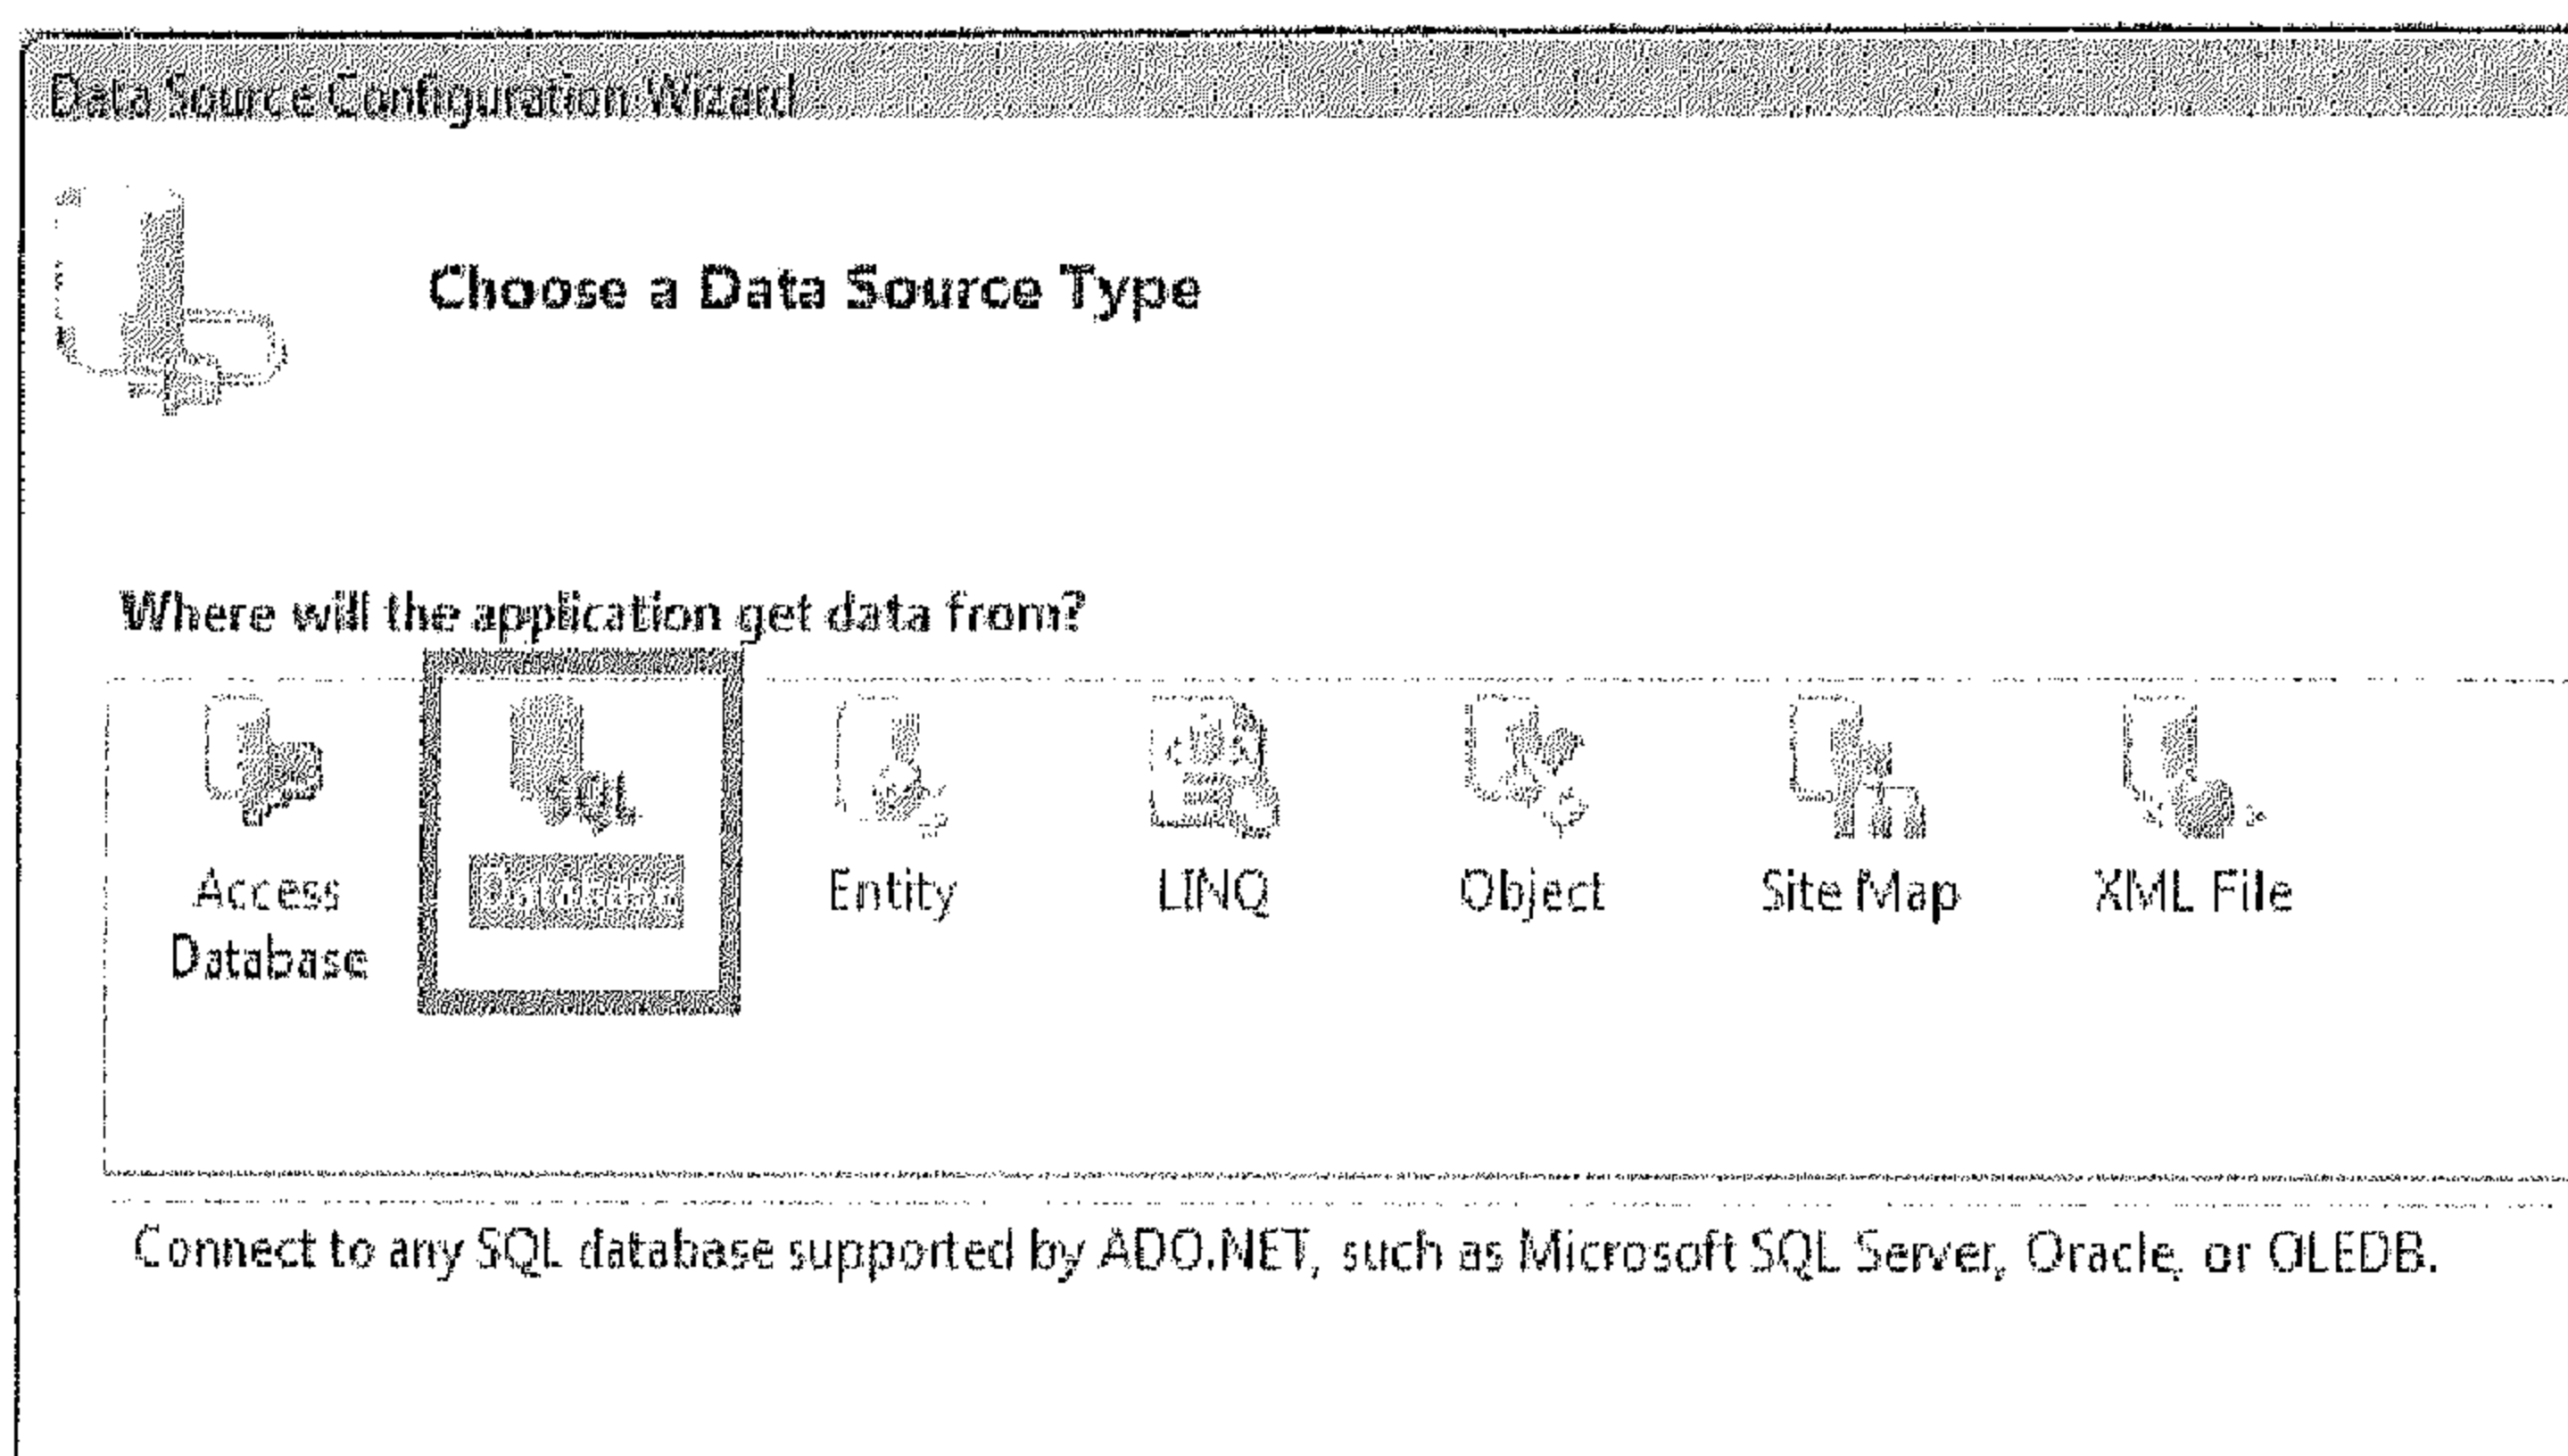 Data Source Configuration Wizard
Choose a Data Source Type
Where will the application get data from?
SQL
Access Database
Database
Entity
LINQ
Object
Site Map
XML File
Connect to any SQL database supported by ADO.NET, such as Microsoft SQL Server, Oracle, or OLEDB.